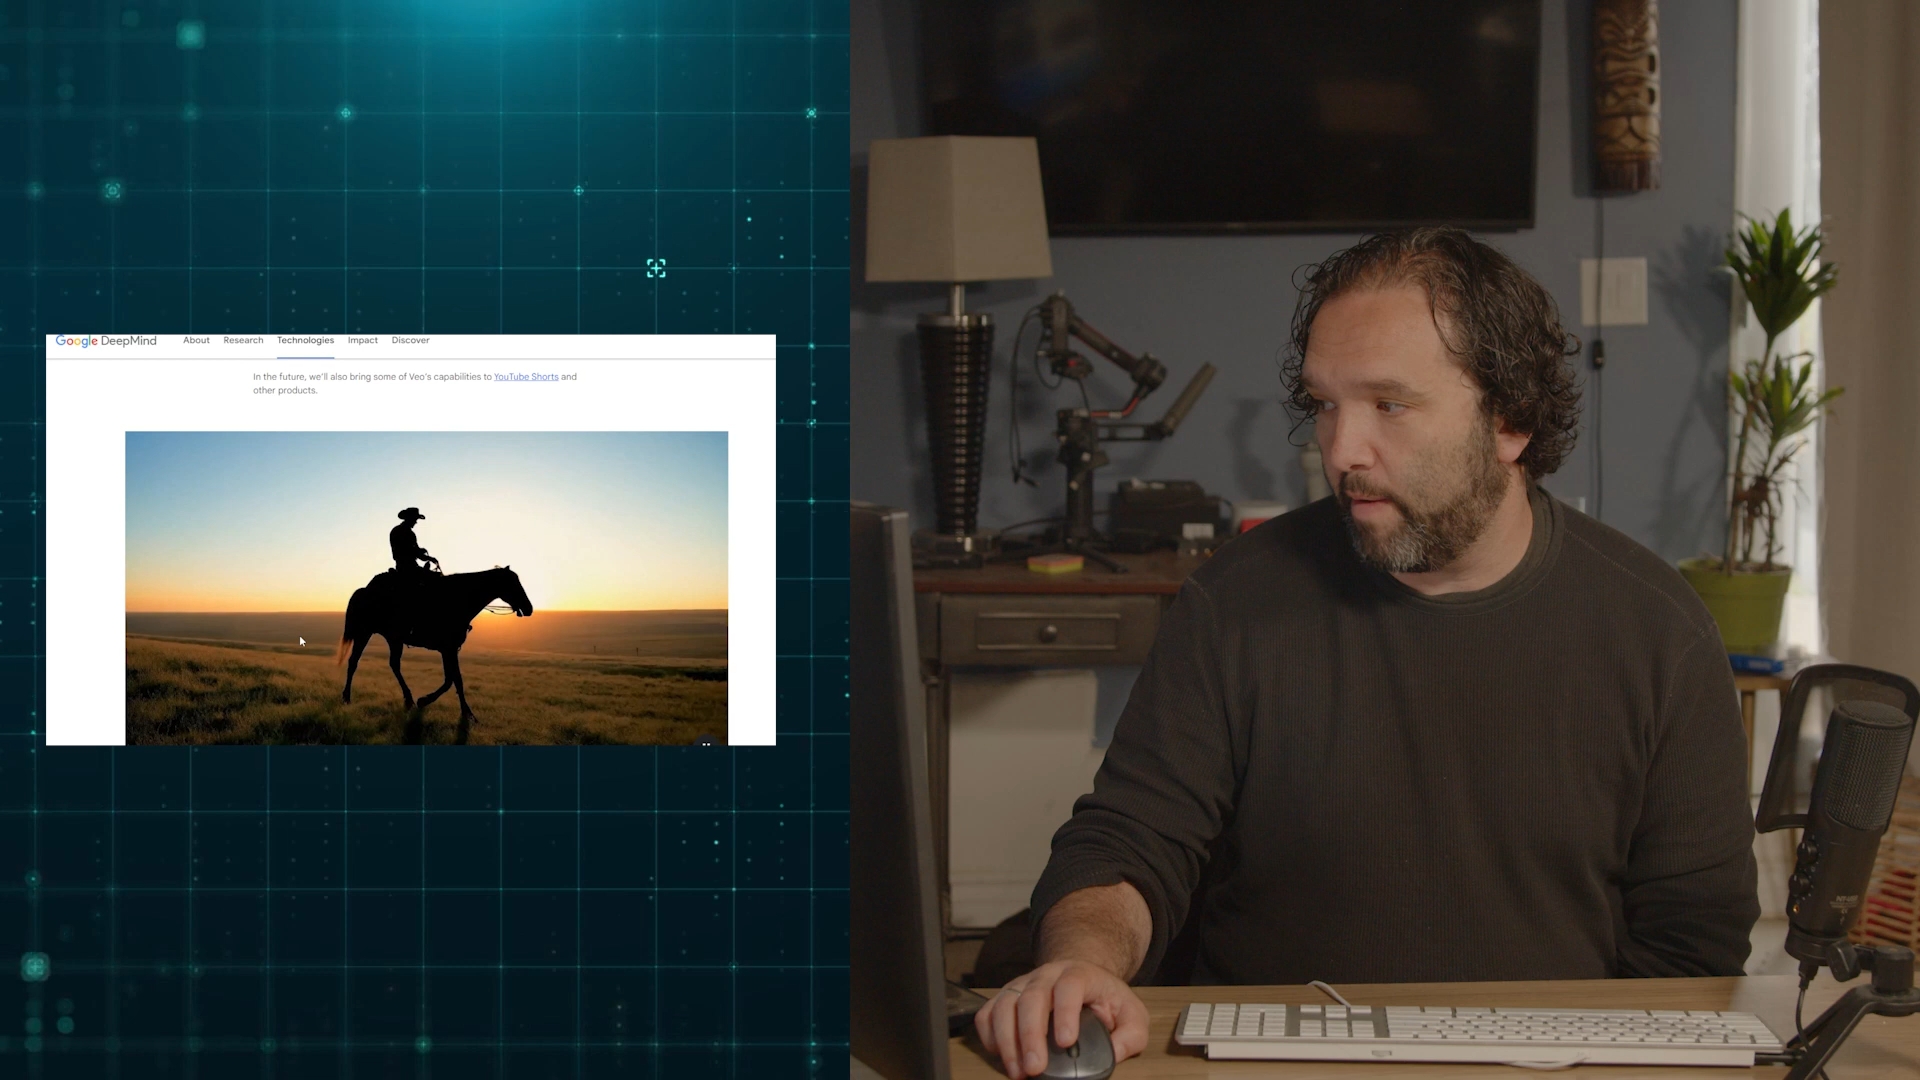 Google DeepMind About Research Technologies Impact Discover
In the future, we'll also bring some of Veo's capabilities to YouTube Shorts and
other products.